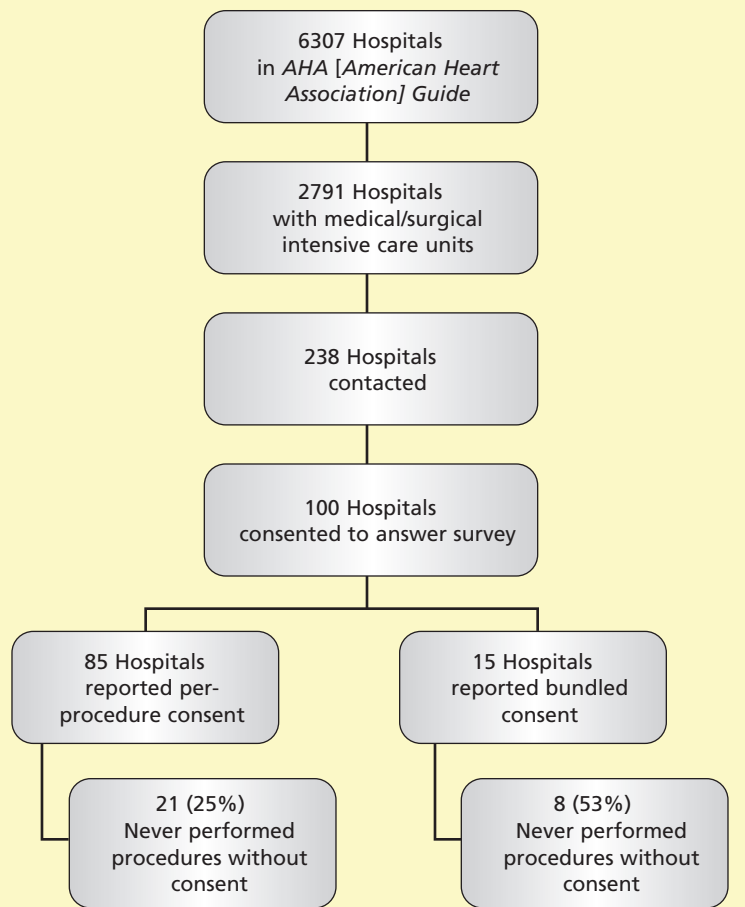 6307 Hospitals
in AHA [American Heart
Association] Guide
2791 Hospitals
with medical/surgical
intensive care units
238 Hospitals
contacted
100 Hospitals
consented to answer survey
85 Hospitals
reported per-
procedure consent
15 Hospitals
reported bundled
consent
21 (25%)
Never performed
procedures without
consent
8 (53%)
Never performed
procedures without
consent